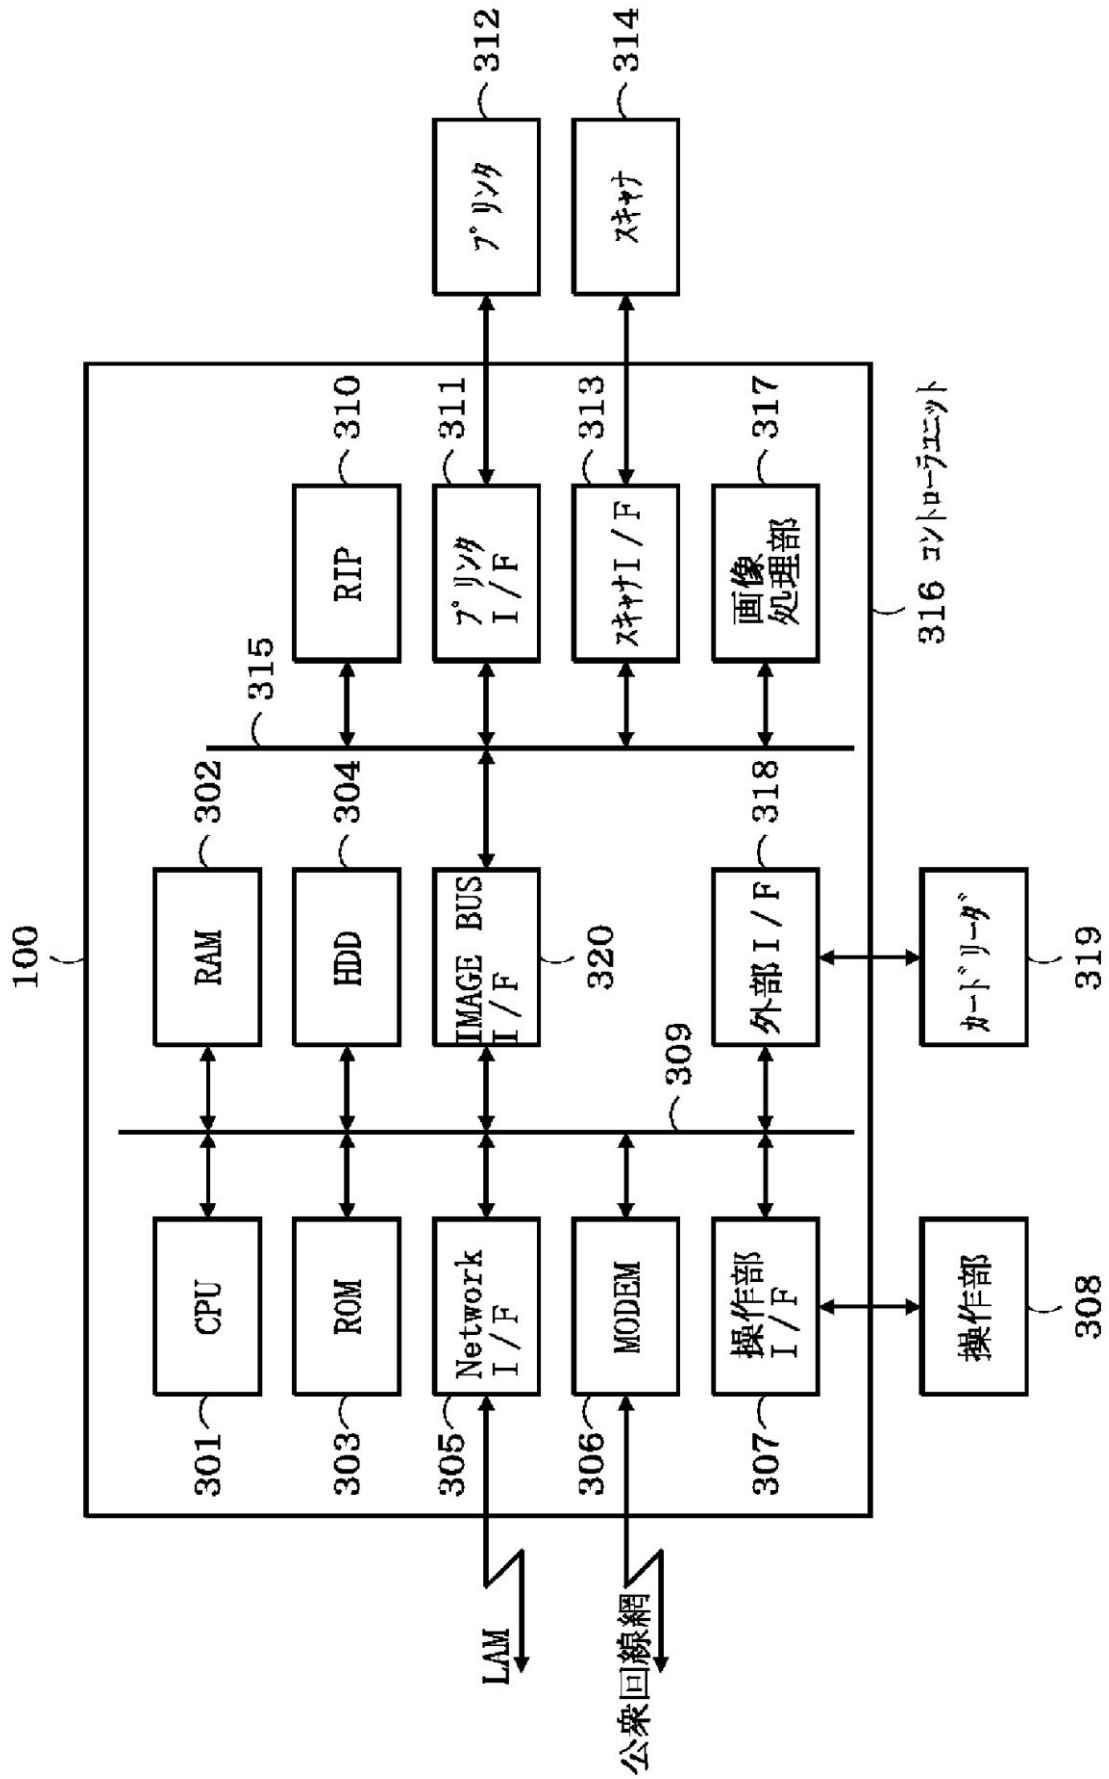 100
301
CPU
RAM
302
303
ROM
HDD
304
315
RIP
310
305
Network
I/F
IMAGE BUS
I/F
320
プリンタ
I/F
311
プリンタ
312
LAM
306
MODEM
309
スキャナI/F
313
スキャナ
314
公衆回線網
307
操作部
I/F
外部I/F
318
画像
処理部
317
316 コントローラユニット
操作部
308
カードリーダ
319